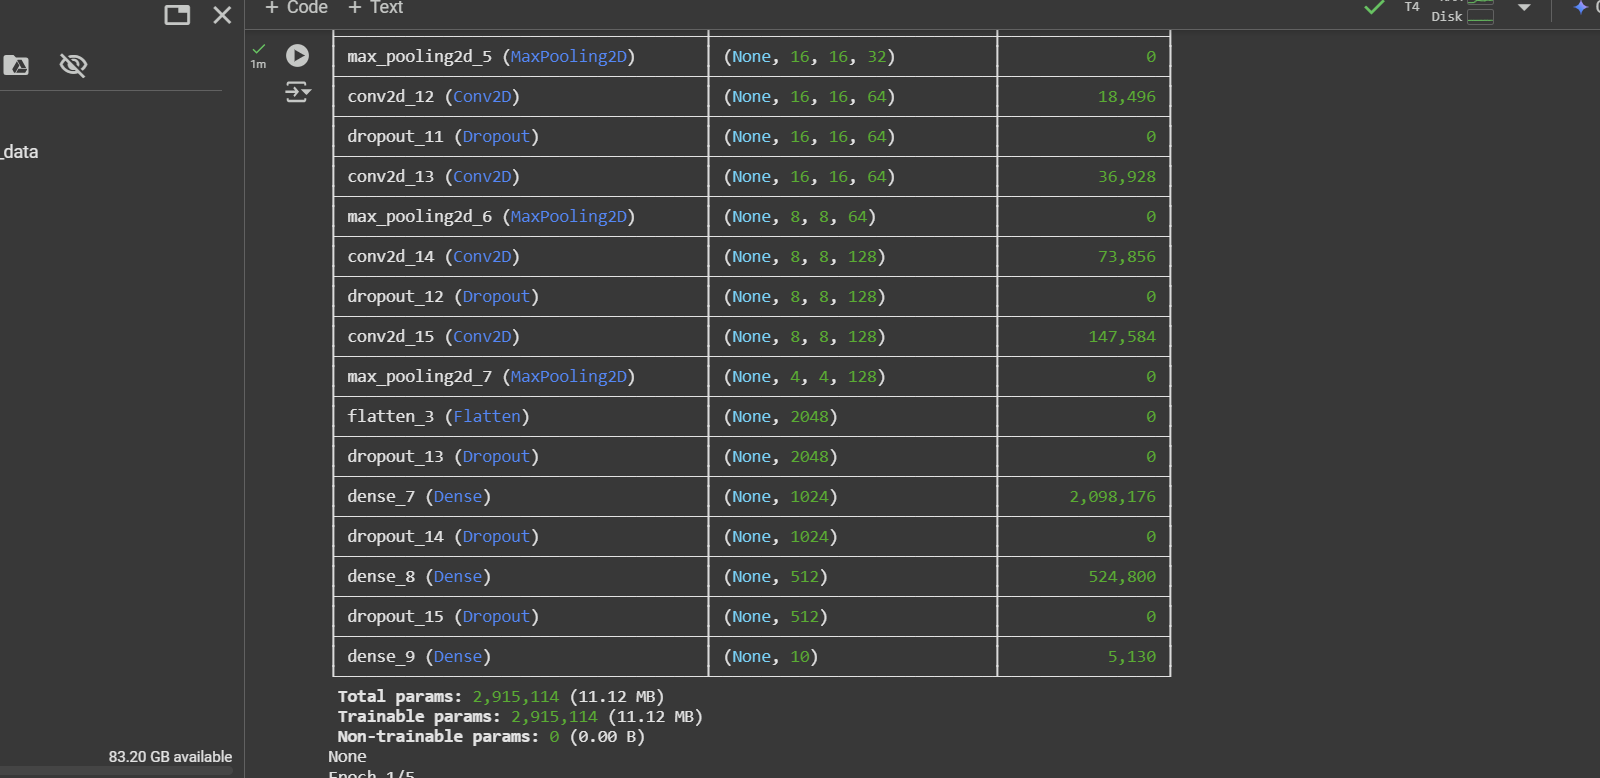 + Code + Text
T4
Disk
1m
max_pooling2d_5 (MaxPooling2D) (None, 16, 16, 32) 0
conv2d_12 (Conv2D) (None, 16, 16, 64) 18,496
dropout_11 (Dropout) (None, 16, 16, 64) 0
_data
conv2d_13 (Conv2D) (None, 16, 16, 64) 36,928
max_pooling2d_6 (MaxPooling2D) (None, 8, 8, 64) 0
conv2d_14 (Conv2D) (None, 8, 8, 128) 73,856
dropout_12 (Dropout) (None, 8, 8, 128) 0
conv2d_15 (Conv2D) (None, 8, 8, 128) 147,584
max_pooling2d_7 (MaxPooling2D) (None, 4, 4, 128) 0
flatten_3 (Flatten) (None, 2048) 0
dropout_13 (Dropout) (None, 2048) 0
dense_7 (Dense) (None, 1024) 2,098,176
dropout_14 (Dropout) (None, 1024) 0
dense_8 (Dense) (None, 512) 524,800
dropout_15 (Dropout) (None, 512) 0
dense_9 (Dense) (None, 10) 5,130
Total params: 2,915,114 (11.12 MB)
Trainable params: 2,915,114 (11.12 MB)
Non-trainable params: 0 (0.00 B)
None
Epoch 1/5
83.20 GB available